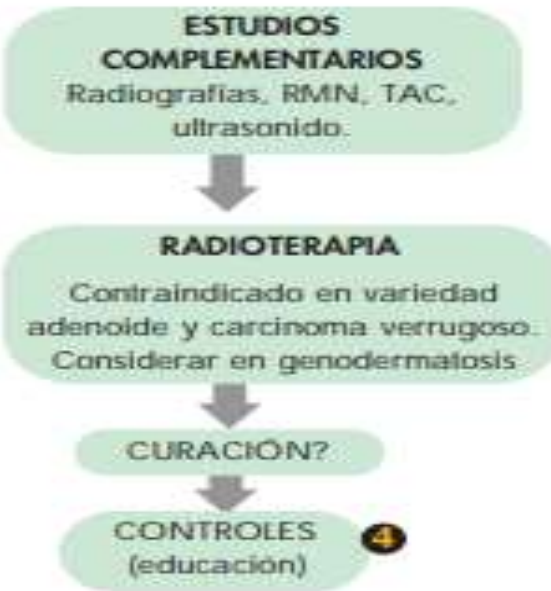 ESTUDIOS
COMPLEMENTARIOS
Radiografías, RMN, TAC,
ultrasonido.
RADIOTERAPIA
Contraindicado en variedad
adenoide y carcinoma verrugoso.
Considerar en genodermatosis
CURACIÓN?
CONTROLES
(educación)
4